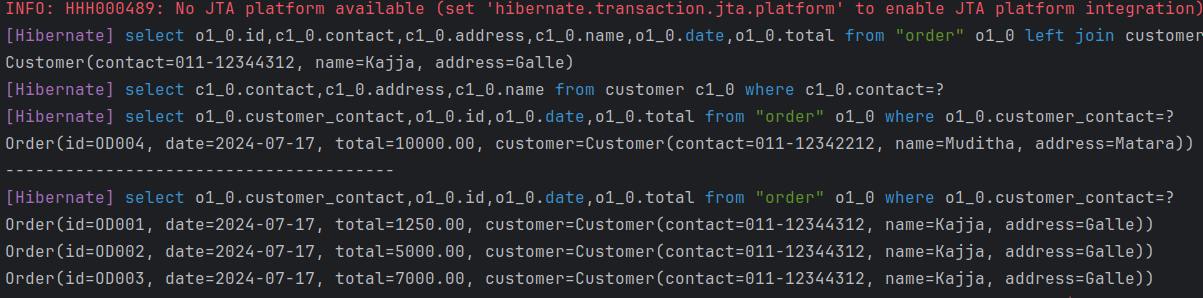 INFO: HHH000489: No JTA platform available (set 'hibernate.transaction.jta.platform' to enable JTA platform integration)
[Hibernate] select o1_0.id,c1_0.contact,c1_0.address,c1_0.name,o1_0.date,o1_0.total from "order" o1_0 left join customer
Customer(contact=011-12344312, name=Kajja, address=Galle)
[Hibernate] select c1_0.contact,c1_0.address,c1_0.name from customer c1_0 where c1_0.contact=?
[Hibernate] select o1_0.customer_contact,o1_0.id,o1_0.date,o1_0.total from "order" o1_0 where o1_0.customer_contact=?
Order(id=OD004, date=2024-07-17, total=10000.00, customer=Customer(contact=011-12342212, name=Muditha, address=Matara))
---------------------------------------
[Hibernate] select o1_0.customer_contact,o1_0.id,o1_0.date,o1_0.total from "order" o1_0 where o1_0.customer_contact=?
Order(id=OD001, date=2024-07-17, total=1250.00, customer=Customer(contact=011-12344312, name=Kajja, address=Galle))
Order(id=OD002, date=2024-07-17, total=5000.00, customer=Customer(contact=011-12344312, name=Kajja, address=Galle))
Order(id=OD003, date=2024-07-17, total=7000.00, customer=Customer(contact=011-12344312, name=Kajja, address=Galle))